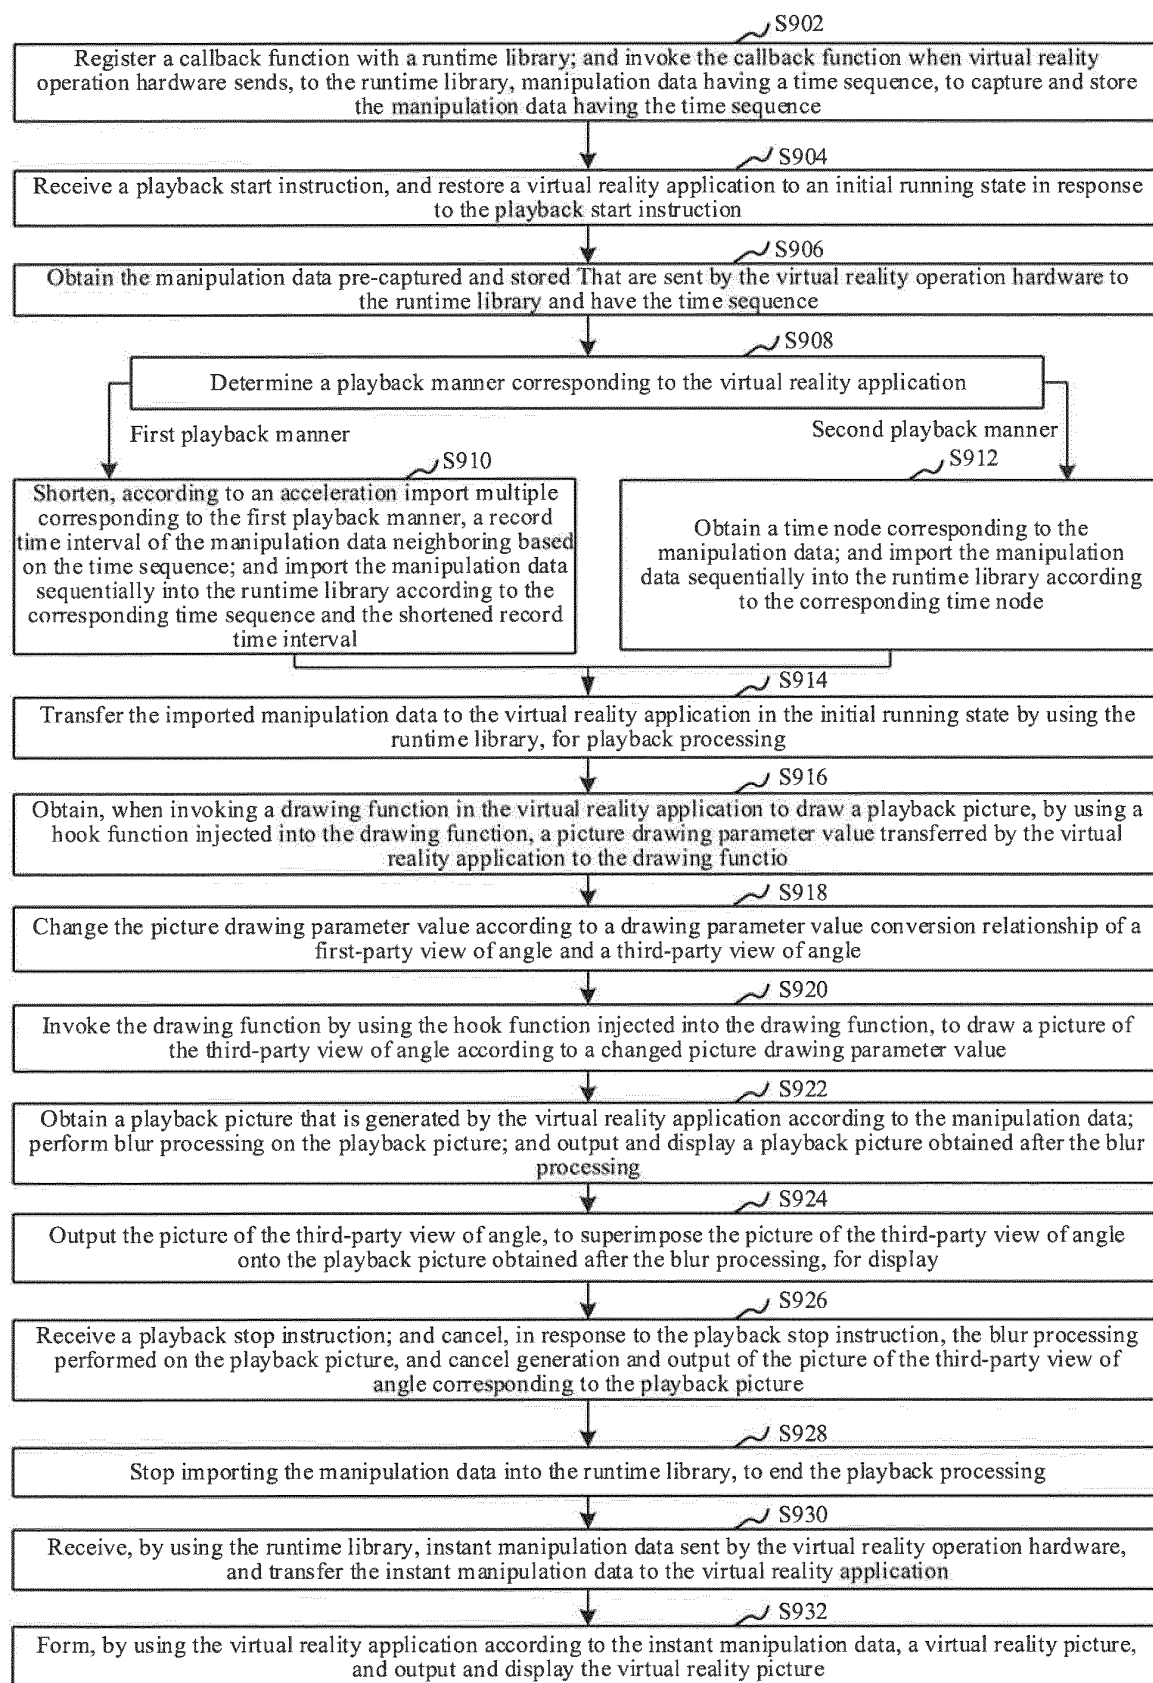 S902
Register a callback function with a runtime library; and invoke the callback function when virtual reality
operation hardware sends, to the runtime library, manipulation data having a time sequence, to capture and store
the manipulation data having the time sequence
S904
Receive a playback start instruction, and restore a virtual reality application to an initial running state in response
to the playback start instruction
S906
Obtain the manipulation data pre-captured and stored That are sent by the virtual reality operation hardware to
the runtime library and have the time sequence
S908
Determine a playback manner corresponding to the virtual reality application
First playback manner
Second playback manner
S910
Shorten, according to an acceleration import multiple
corresponding to the first playback manner, a record
time interval of the manipulation data neighboring based
on the time sequence; and import the manipulation data
sequentially into the runtime library according to the
corresponding time sequence and the shortened record
time interval
S912
Obtain a time node corresponding to the
manipulation data; and import the manipulation
data sequentially into the runtime library according
to the corresponding time node
S914
Transfer the imported manipulation data to the virtual reality application in the initial running state by using the
runtime library, for playback processing
S916
Obtain, when invoking a drawing function in the virtual reality application to draw a playback picture, by using a
hook function injected into the drawing function, a picture drawing parameter value transferred by the virtual
reality application to the drawing functio
S918
Change the picture drawing parameter value according to a drawing parameter value conversion relationship of a
first-party view of angle and a third-party view of angle
S920
Invoke the drawing function by using the hook function injected into the drawing function, to draw a picture of
the third-party view of angle according to a changed picture drawing parameter value
S922
Obtain a playback picture that is generated by the virtual reality application according to the manipulation data;
perform blur processing on the playback picture; and output and display a playback picture obtained after the blur
processing
S924
Output the picture of the third-party view of angle, to superimpose the picture of the third-party view of angle
onto the playback picture obtained after the blur processing, for display
S926
Receive a playback stop instruction; and cancel, in response to the playback stop instruction, the blur processing
performed on the playback picture, and cancel generation and output of the picture of the third-party view of
angle corresponding to the playback picture
S928
Stop importing the manipulation data into the runtime library, to end the playback processing
S930
Receive, by using the runtime library, instant manipulation data sent by the virtual reality operation hardware,
and transfer the instant manipulation data to the virtual reality application
S932
Form, by using the virtual reality application according to the instant manipulation data, a virtual reality picture,
and output and display the virtual reality picture